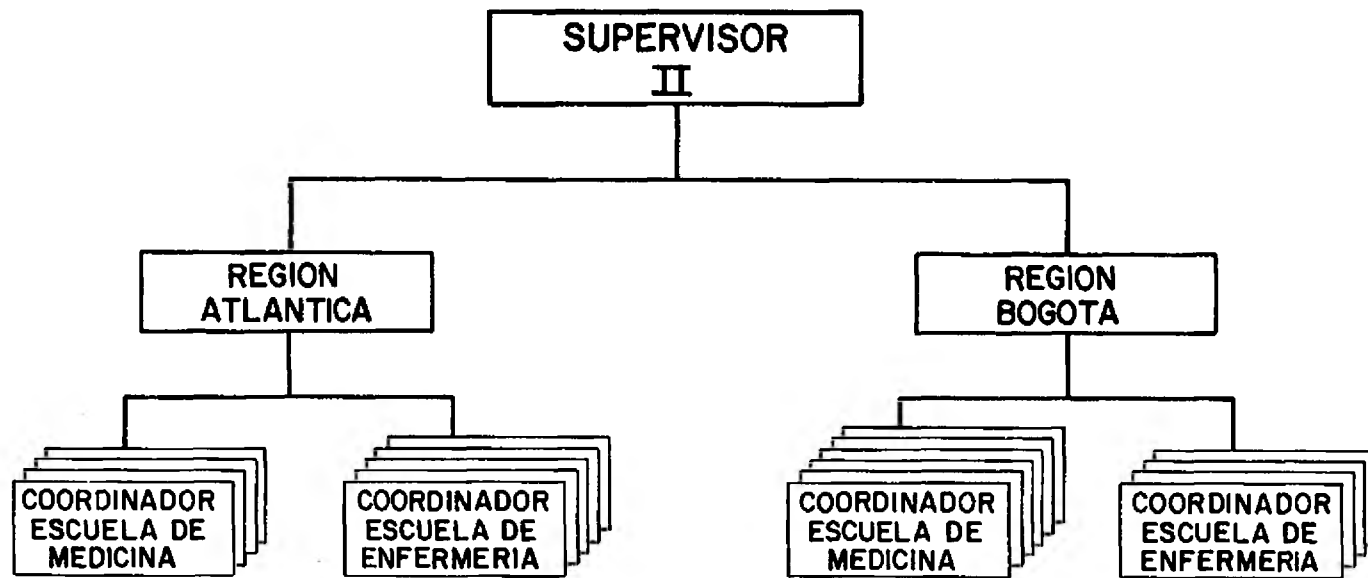 SUPERVISOR
II
REGION
ATLANTICA
REGION
BOGOTA
COORDINADOR
ESCUELA DE
MEDICINA
COORDINADOR
ESCUELA DE
ENFERMERIA
COORDINADOR
ESCUELA DE
MEDICINA
COORDINADOR
ESCUELA DE
ENFERMERIA